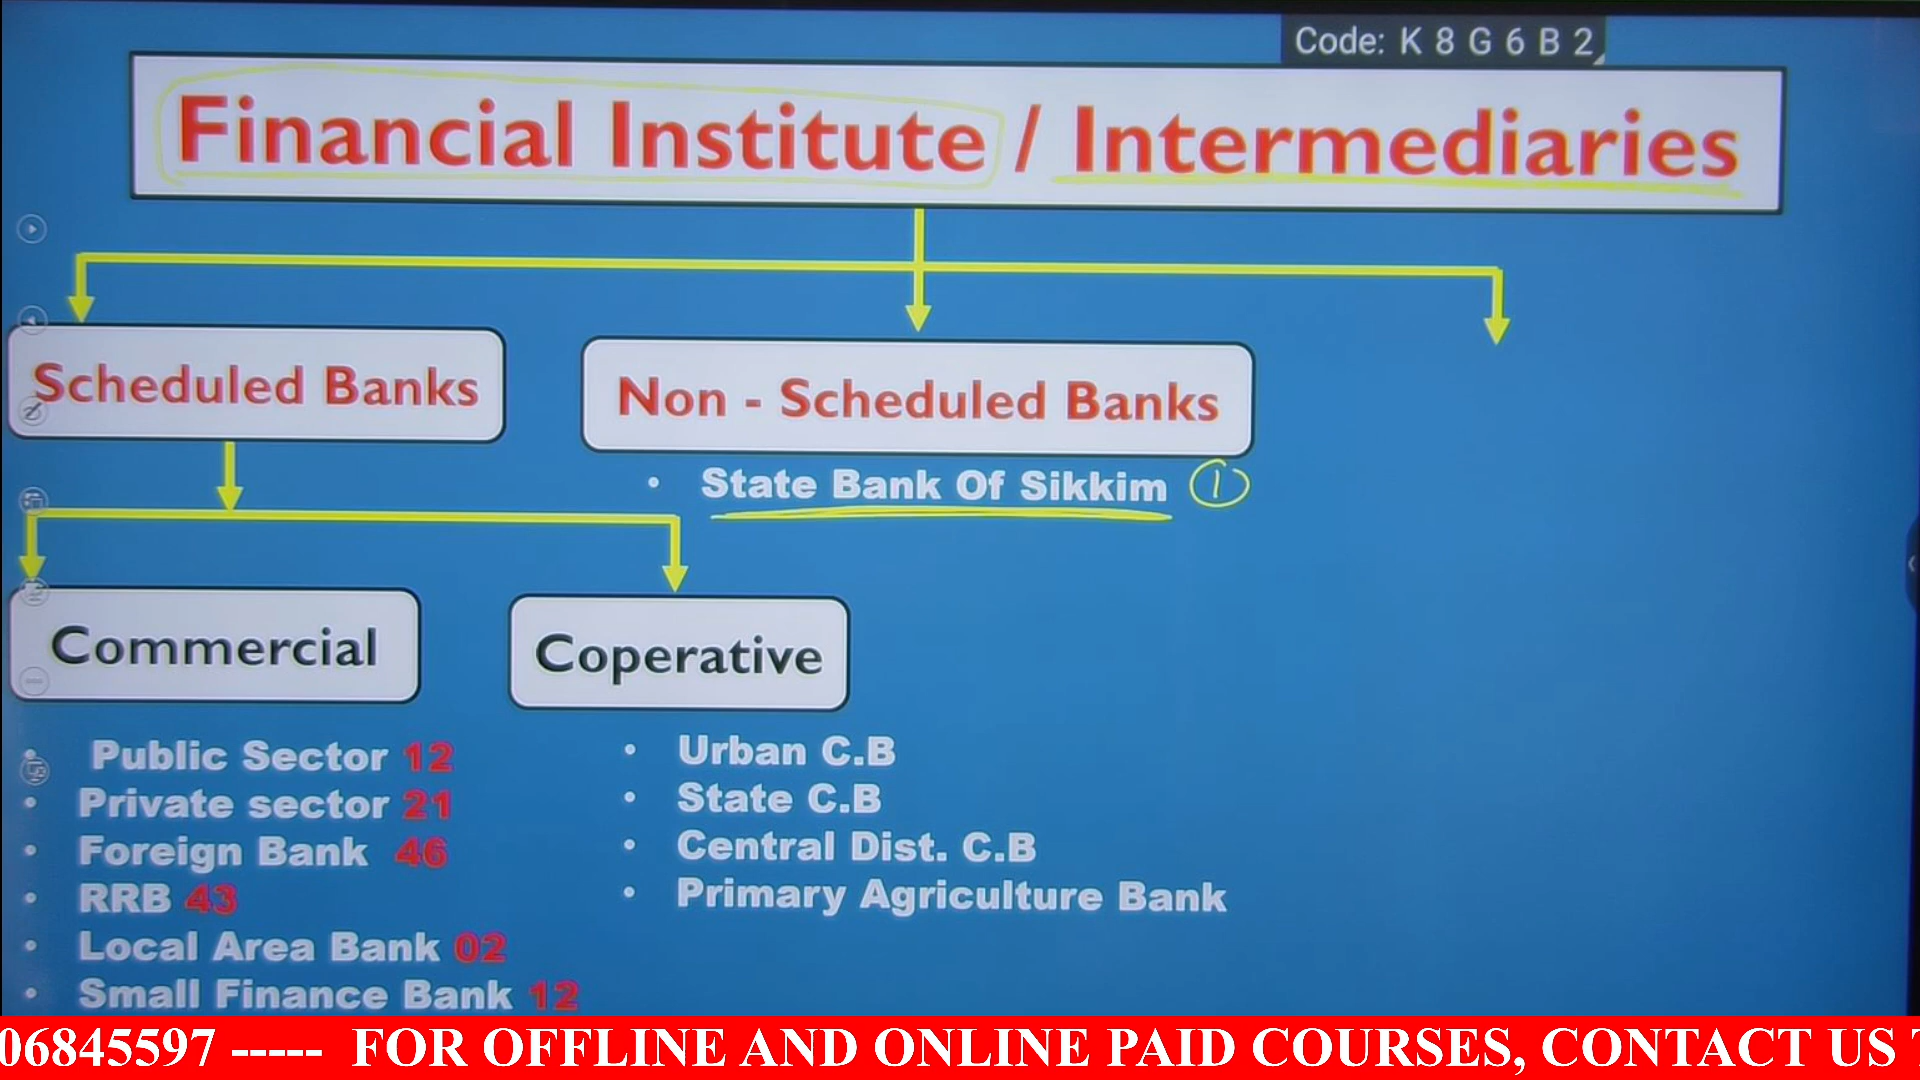 Code: K 8 G 6 B 2
Financial Institute / Intermediaries
Scheduled Banks
Non - Scheduled Banks
• State Bank Of Sikkim 1
Commercial
Coperative
• Public Sector 12
• Private sector 21
• Foreign Bank 46
• RRB 43
• Local Area Bank 02
• Small Finance Bank 12
• Urban C.B
• State C.B
• Central Dist. C.B
• Primary Agriculture Bank
06845597 ----- FOR OFFLINE AND ONLINE PAID COURSES, CONTACT US